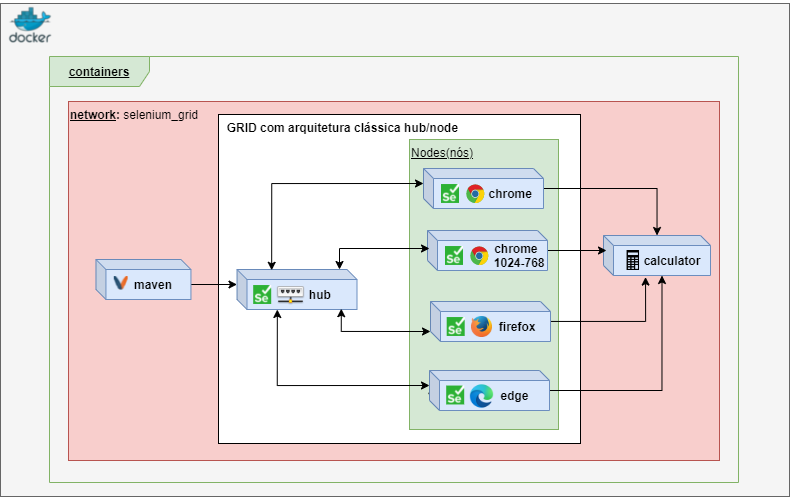 docker
containers
network: selenium_grid
GRID com arquitetura clássica hub/node
Nodes(nós)
Se chrome
Se chrome
1024-768
maven
Se hub
calculator
Se firefox
Se edge